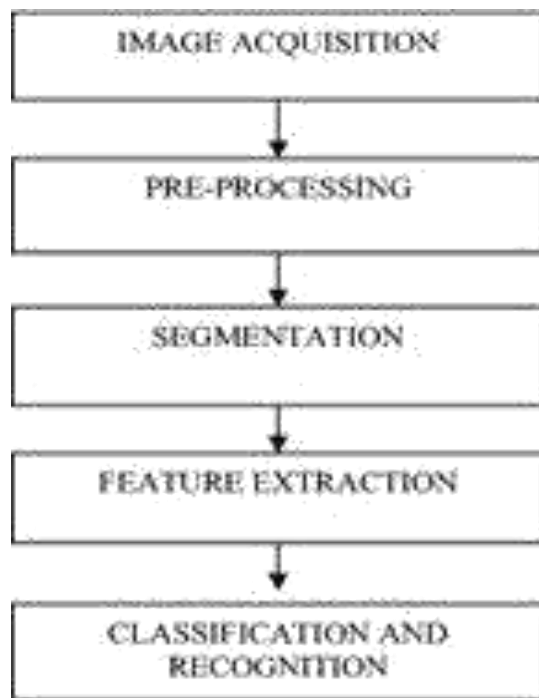 IMAGE ACQUISITION
PRE-PROCESSING
SEGMENTATION
FEATURE EXTRACTION
CLASSIFICATION AND
RECOGNITION